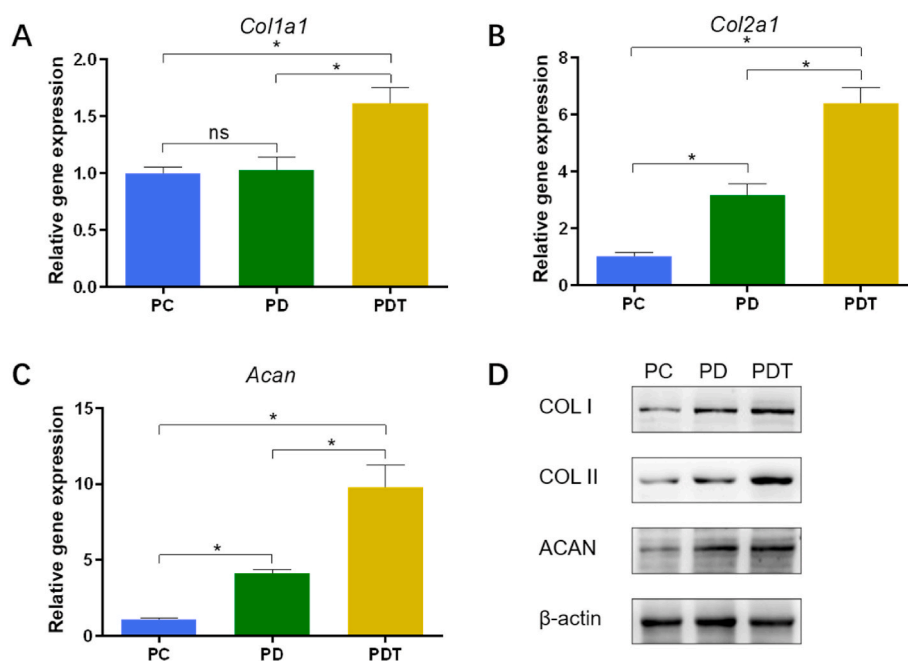 A
Col1a1
Relative gene expression
2.0
1.5
1.0
0.5
0.0
*
*
ns
PC PD PDT
B
Col2a1
Relative gene expression
8
6
4
2
0
*
*
*
PC PD PDT
C
Acan
Relative gene expression
15
10
5
0
*
*
*
PC PD PDT
D
PC PD PDT
COL I
COL II
ACAN
β-actin